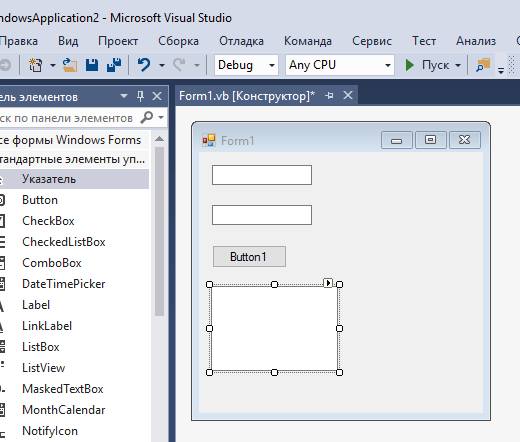 ndowsApplication2 - Microsoft Visual Studio
Правка Вид Проект Сборка Отладка Команда Сервис Тест Анализ
Debug Any CPU Пуск
ель элементов
Form1.vb [Конструктор]*
ск по панели элементов
се формы Windows Forms
тандартные элементы уп...
Указатель
Button
CheckBox
CheckedListBox
ComboBox
DateTimePicker
Label
LinkLabel
ListBox
ListView
MaskedTextBox
MonthCalendar
NotifyIcon
Form1
Button1